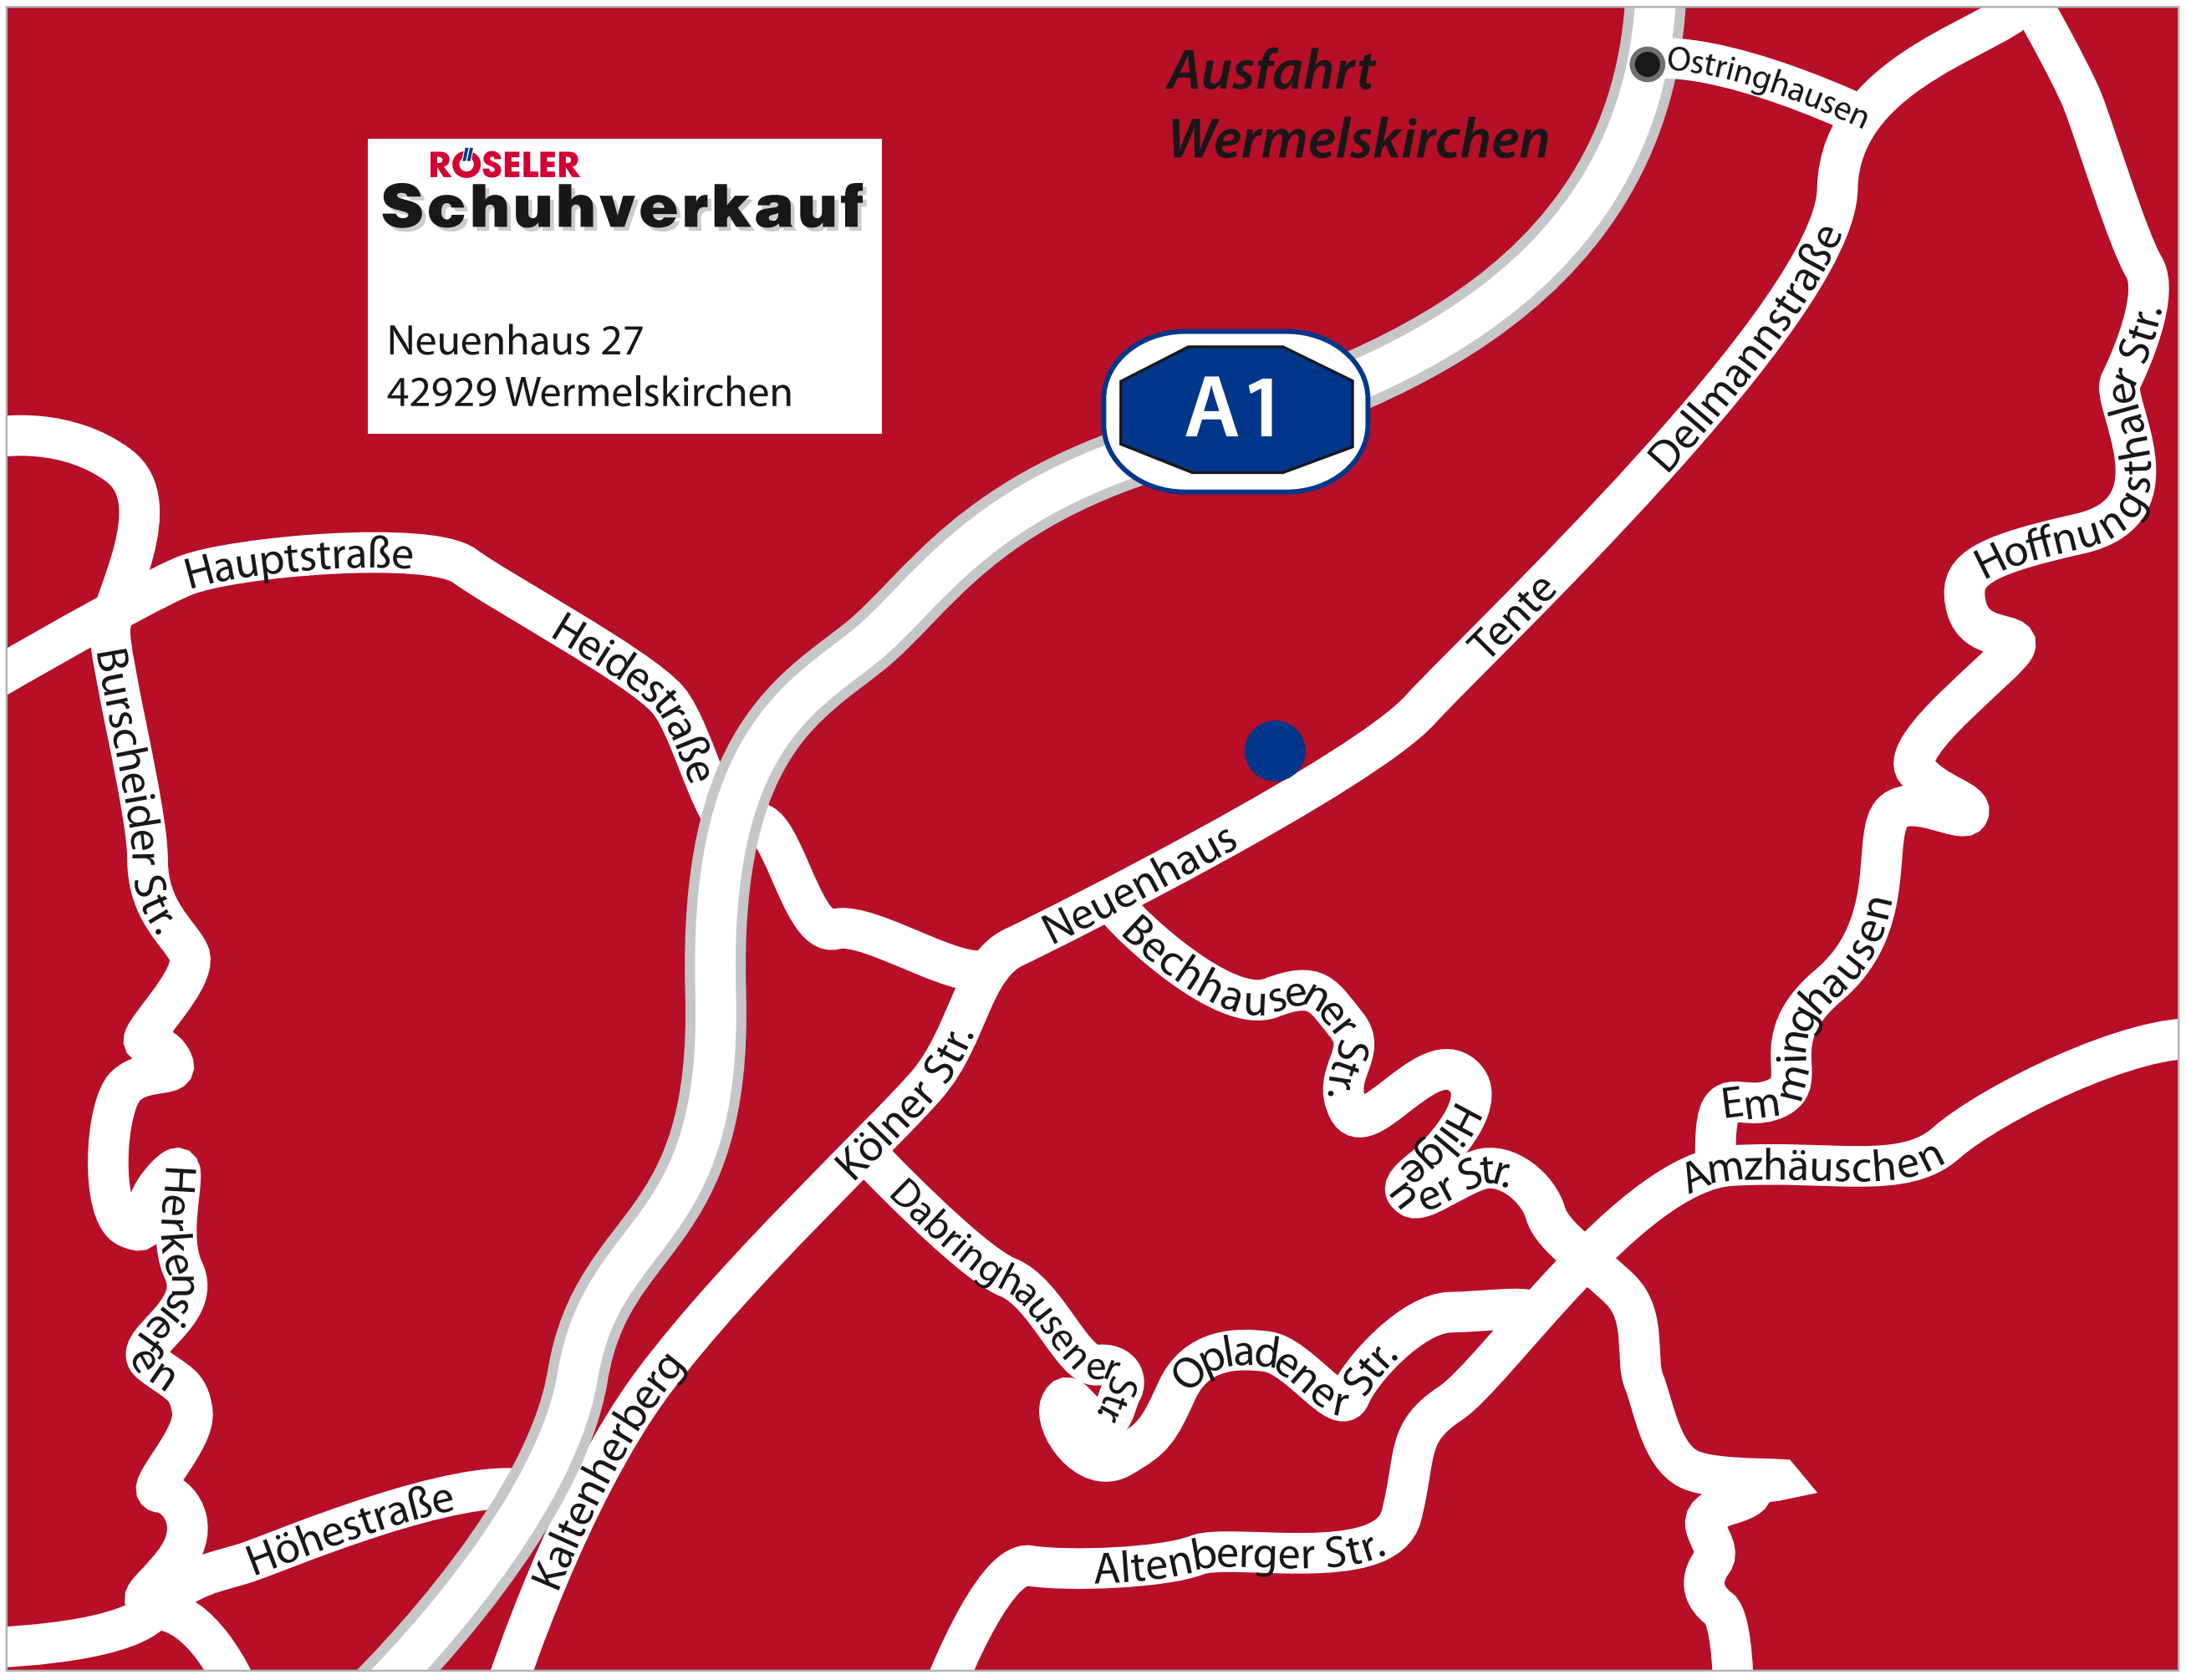 Ausfahrt
Wermelskirchen
Ostringhausen
RÖSELER
Schuhverkauf
Neuenhaus 27
42929 Wermelskirchen
A1
Dellmannstraße
Hoffnungsthaler Str.
Hauptstraße
Heidestraße
Tente
Burscheider Str.
Neuenhaus
Bechhausener Str.
Emminghausen
Kölner Str.
Hilgener Str.
Amzhäuschen
Dabringhausener Str
Herkensiefen
Opladener Str.
Kaltenherberg
Höhestraße
Altenberger Str.